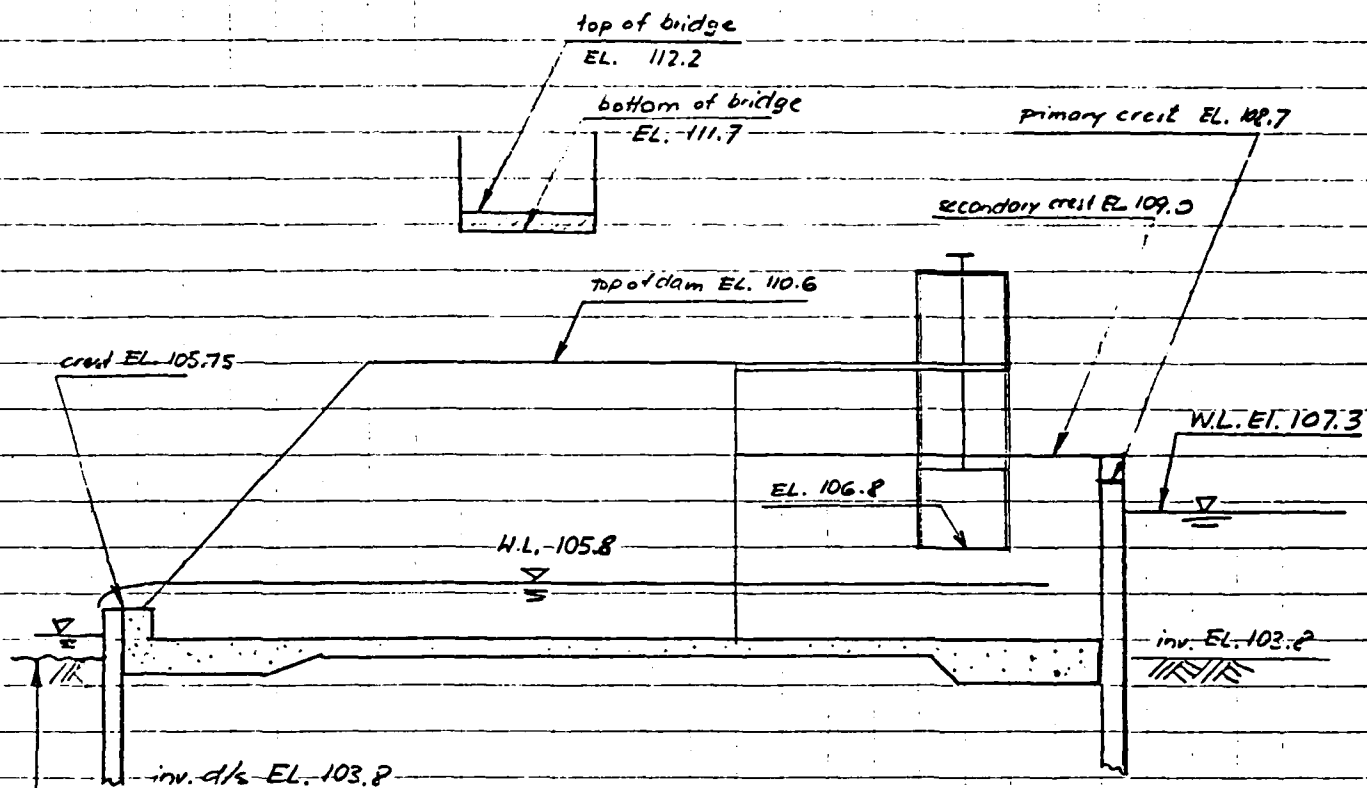 top of bridge
EL. 112.2
bottom of bridge
EL. 111.7
primary crest EL. 108.7
secondary crest EL 109.0
top of dam EL. 110.6
crest EL. 105.75
W.L. El. 107.3
EL. 106.8
W.L. 105.8
inv. EL. 103.8
inv. d/s EL. 103.8